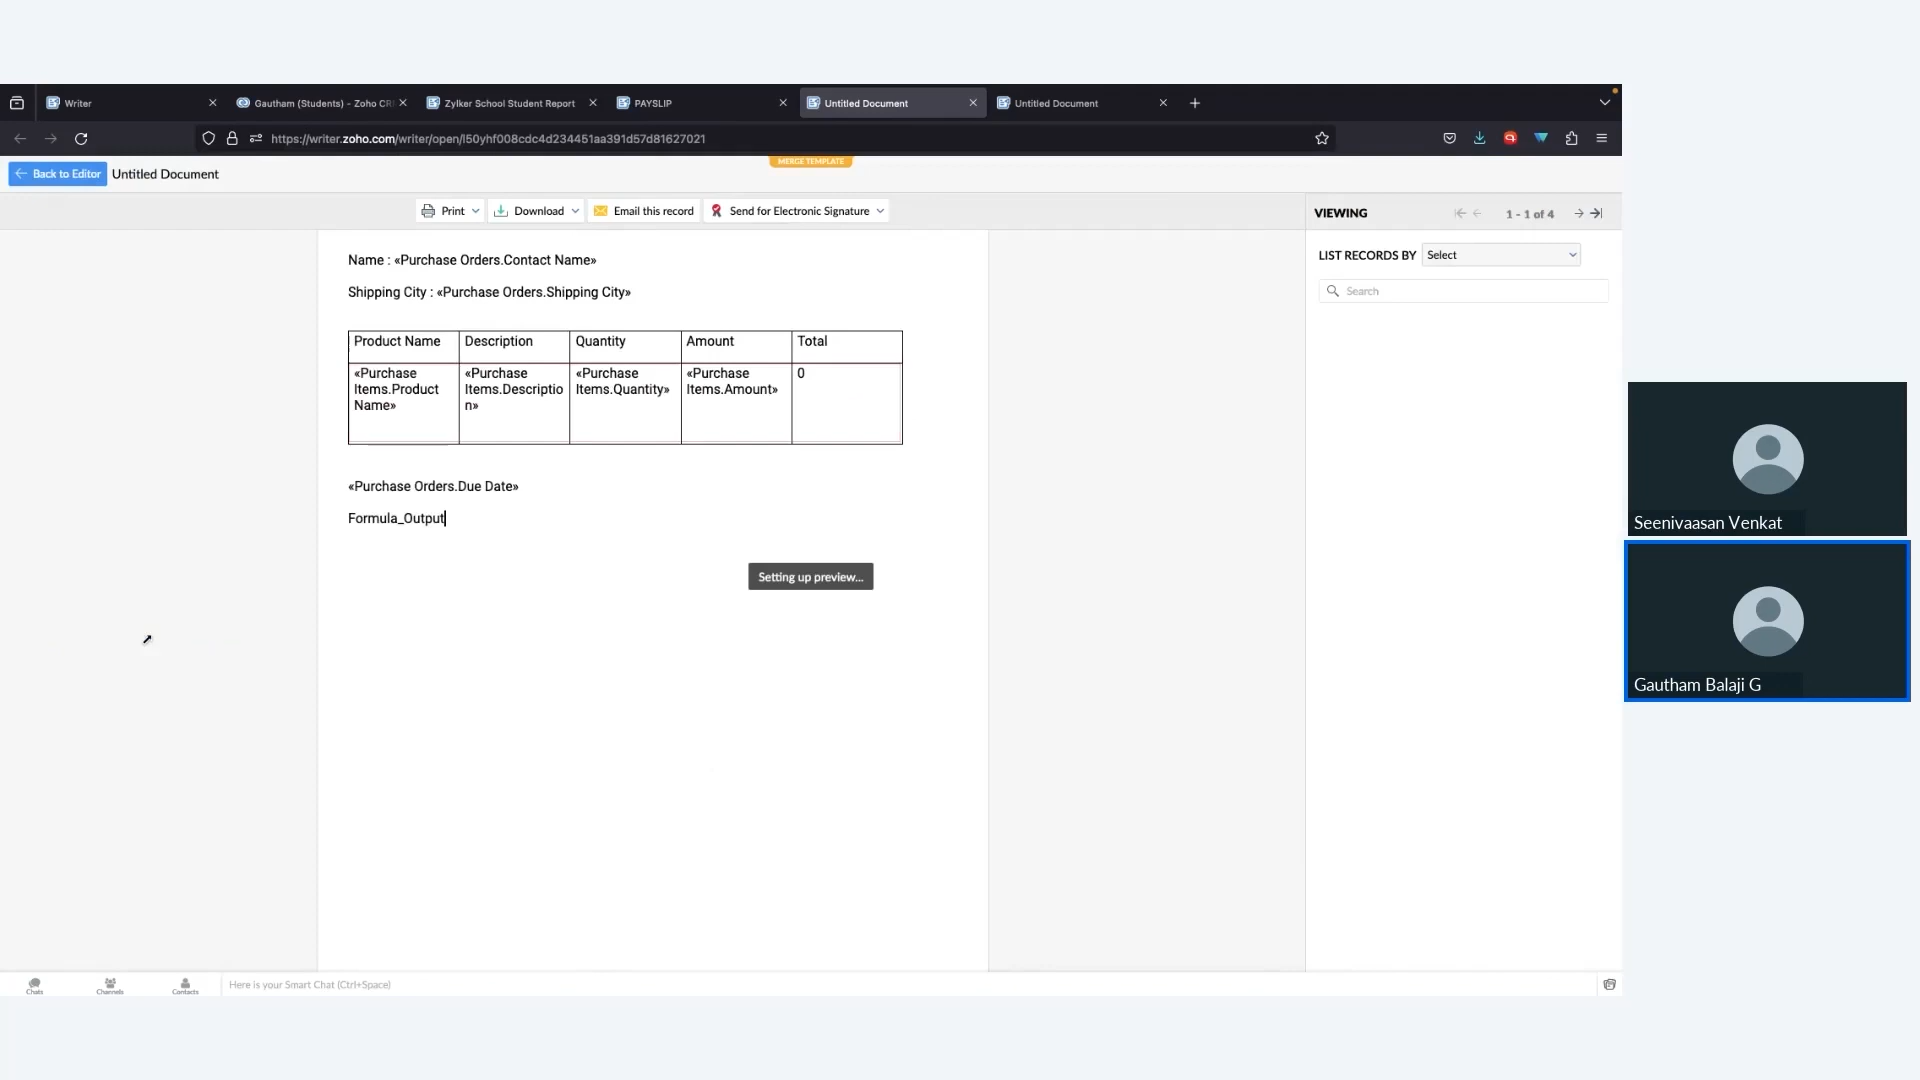 Writer
Gautham (Students) - Zoho CR
Zylker School Student Report
PAYSLIP
Untitled Document
Untitled Document
https://writer.zoho.com/writer/open/l50yhf008cdc4d234451aa391d57d81627021
MERGE TEMPLATE
Back to Editor
Untitled Document
Print
Download
Email this record
Send for Electronic Signature
VIEWING
1 - 1 of 4
LIST RECORDS BY
Select
Search
Name : «Purchase Orders.Contact Name»
Shipping City : «Purchase Orders.Shipping City»
Product Name
Description
Quantity
Amount
Total
«Purchase
Items.Product
Name»
«Purchase
Items.Descriptio
n»
«Purchase
Items.Quantity»
«Purchase
Items.Amount»
0
«Purchase Orders.Due Date»
Formula_Output
Setting up preview...
Seenivaasan Venkat
Gautham Balaji G
Chats
Channels
Contacts
Here is your Smart Chat (Ctrl+Space)